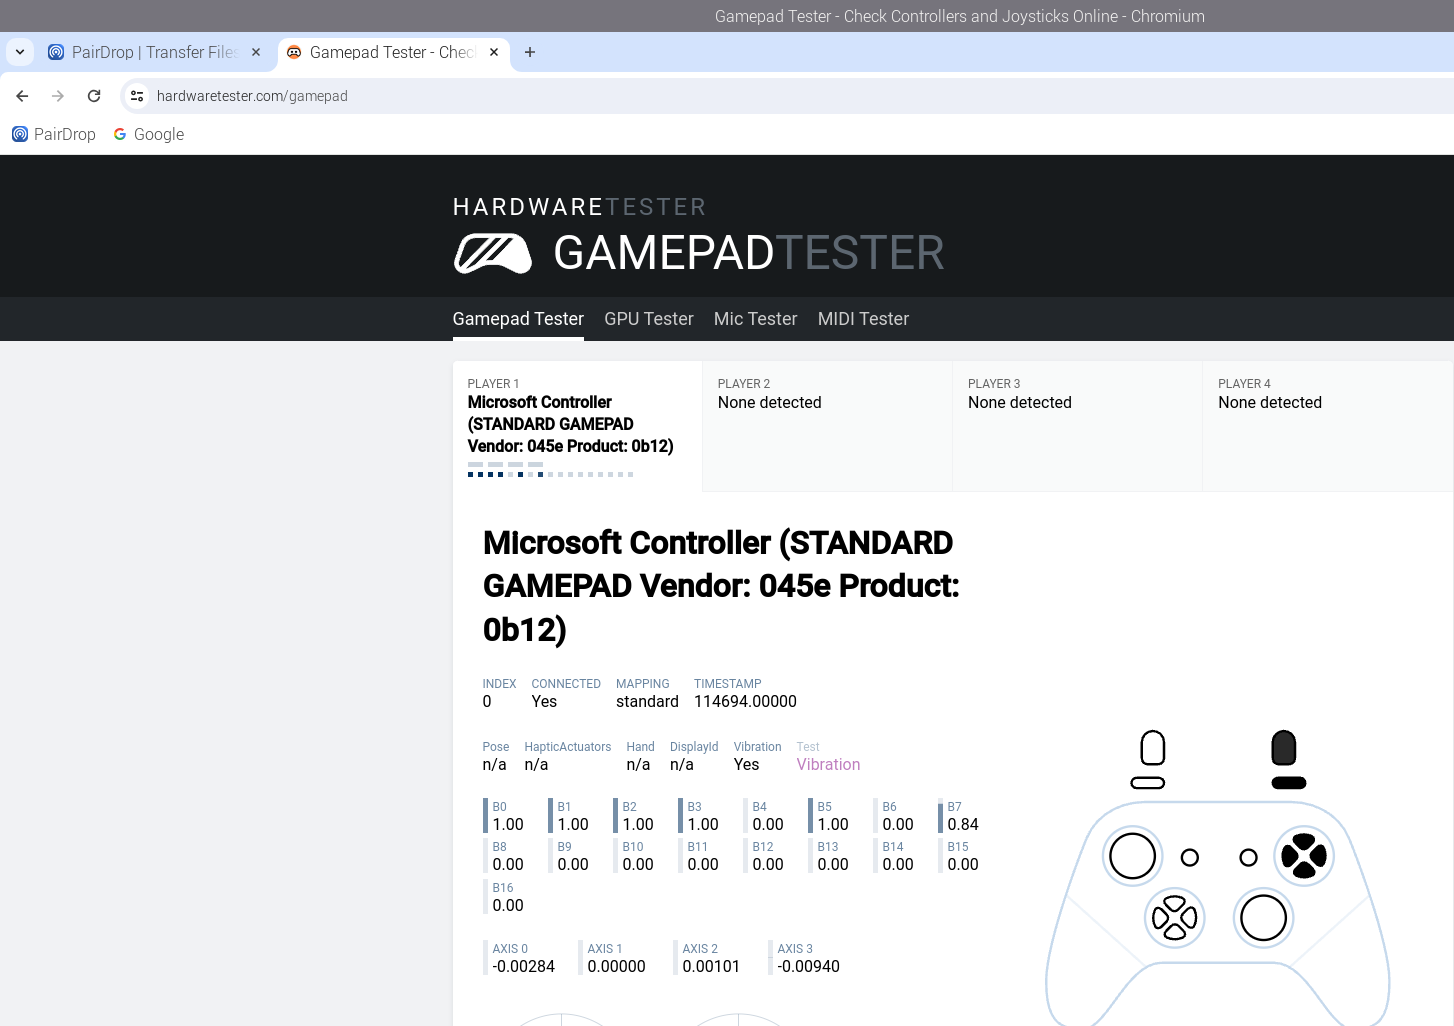 Gamepad Tester - Check Controllers and Joysticks Online - Chromium
PairDrop | Transfer Files
Gamepad Tester - Chec
hardwaretester.com/gamepad
PairDrop Google
HARDWARETESTER
GAMEPADTESTER
Gamepad Tester GPU Tester Mic Tester MIDI Tester
PLAYER 1 PLAYER 2 PLAYER 3 PLAYER 4
Microsoft Controller None detected None detected None detected
(STANDARD GAMEPAD
Vendor: 045e Product: 0b12)
Microsoft Controller (STANDARD
GAMEPAD Vendor: 045e Product:
0b12)
INDEX CONNECTED MAPPING TIMESTAMP
0 Yes standard 114694.00000
Pose HapticActuators Hand DisplayId Vibration Test
n/a n/a n/a n/a Yes Vibration
B0 B1 B2 B3 B4 B5 B6 B7
1.00 1.00 1.00 1.00 0.00 1.00 0.00 0.84
B8 B9 B10 B11 B12 B13 B14 B15
0.00 0.00 0.00 0.00 0.00 0.00 0.00 0.00
B16
0.00
AXIS 0 AXIS 1 AXIS 2 AXIS 3
-0.00284 0.00000 0.00101 -0.00940